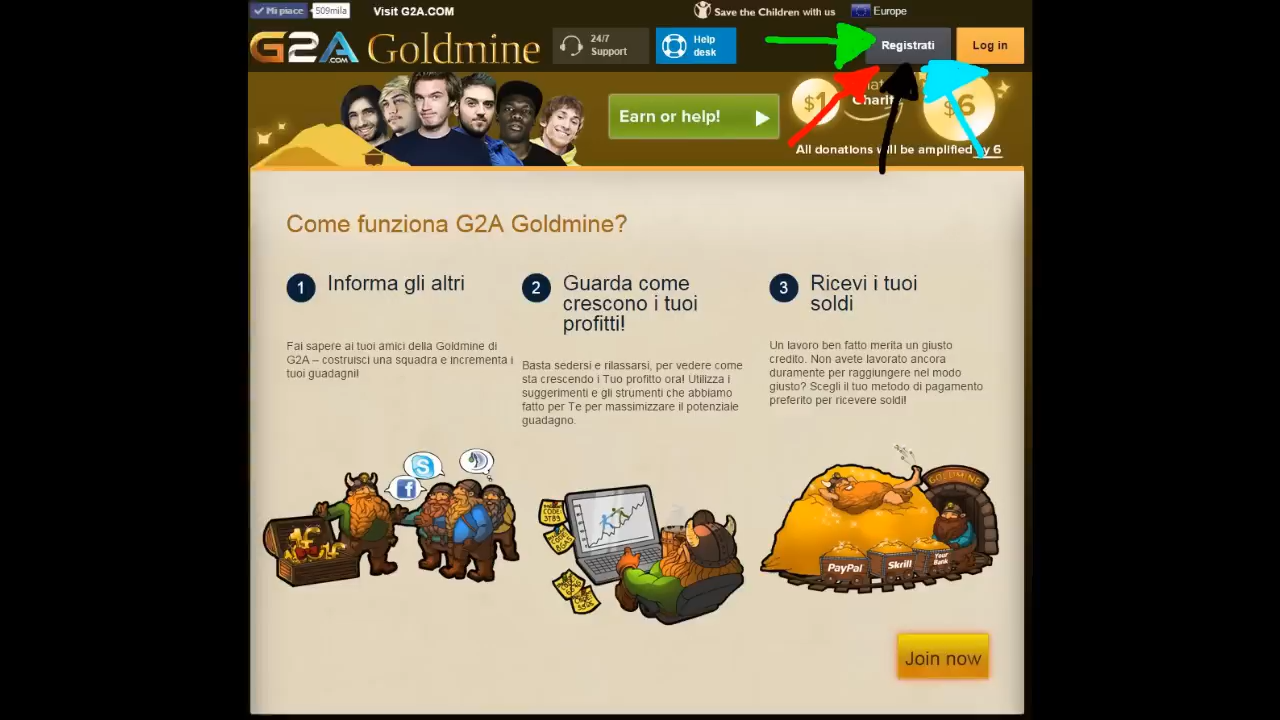 Mi piace 509mila Visit G2A.COM Save the Children with us Europe
G2A.COM Goldmine 24/7 Support Help desk Registrati Log in
Earn or help! $1 Charity $6
All donations will be amplified by 6
Come funziona G2A Goldmine?
1 Informa gli altri
Fai sapere ai tuoi amici della Goldmine di
G2A – costruisci una squadra e incrementa i
tuoi guadagni!
2 Guarda come
crescono i tuoi
profitti!
Basta sedersi e rilassarsi, per vedere come
sta crescendo i Tuo profitto ora! Utilizza i
suggerimenti e gli strumenti che abbiamo
fatto per Te per massimizzare il potenziale
guadagno.
3 Ricevi i tuoi
soldi
Un lavoro ben fatto merita un giusto
credito. Non avete lavorato ancora
duramente per raggiungere nel modo
giusto? Scegli il tuo metodo di pagamento
preferito per ricevere soldi!
GOLDMINE
PayPal Skrill Your Bank
Join now